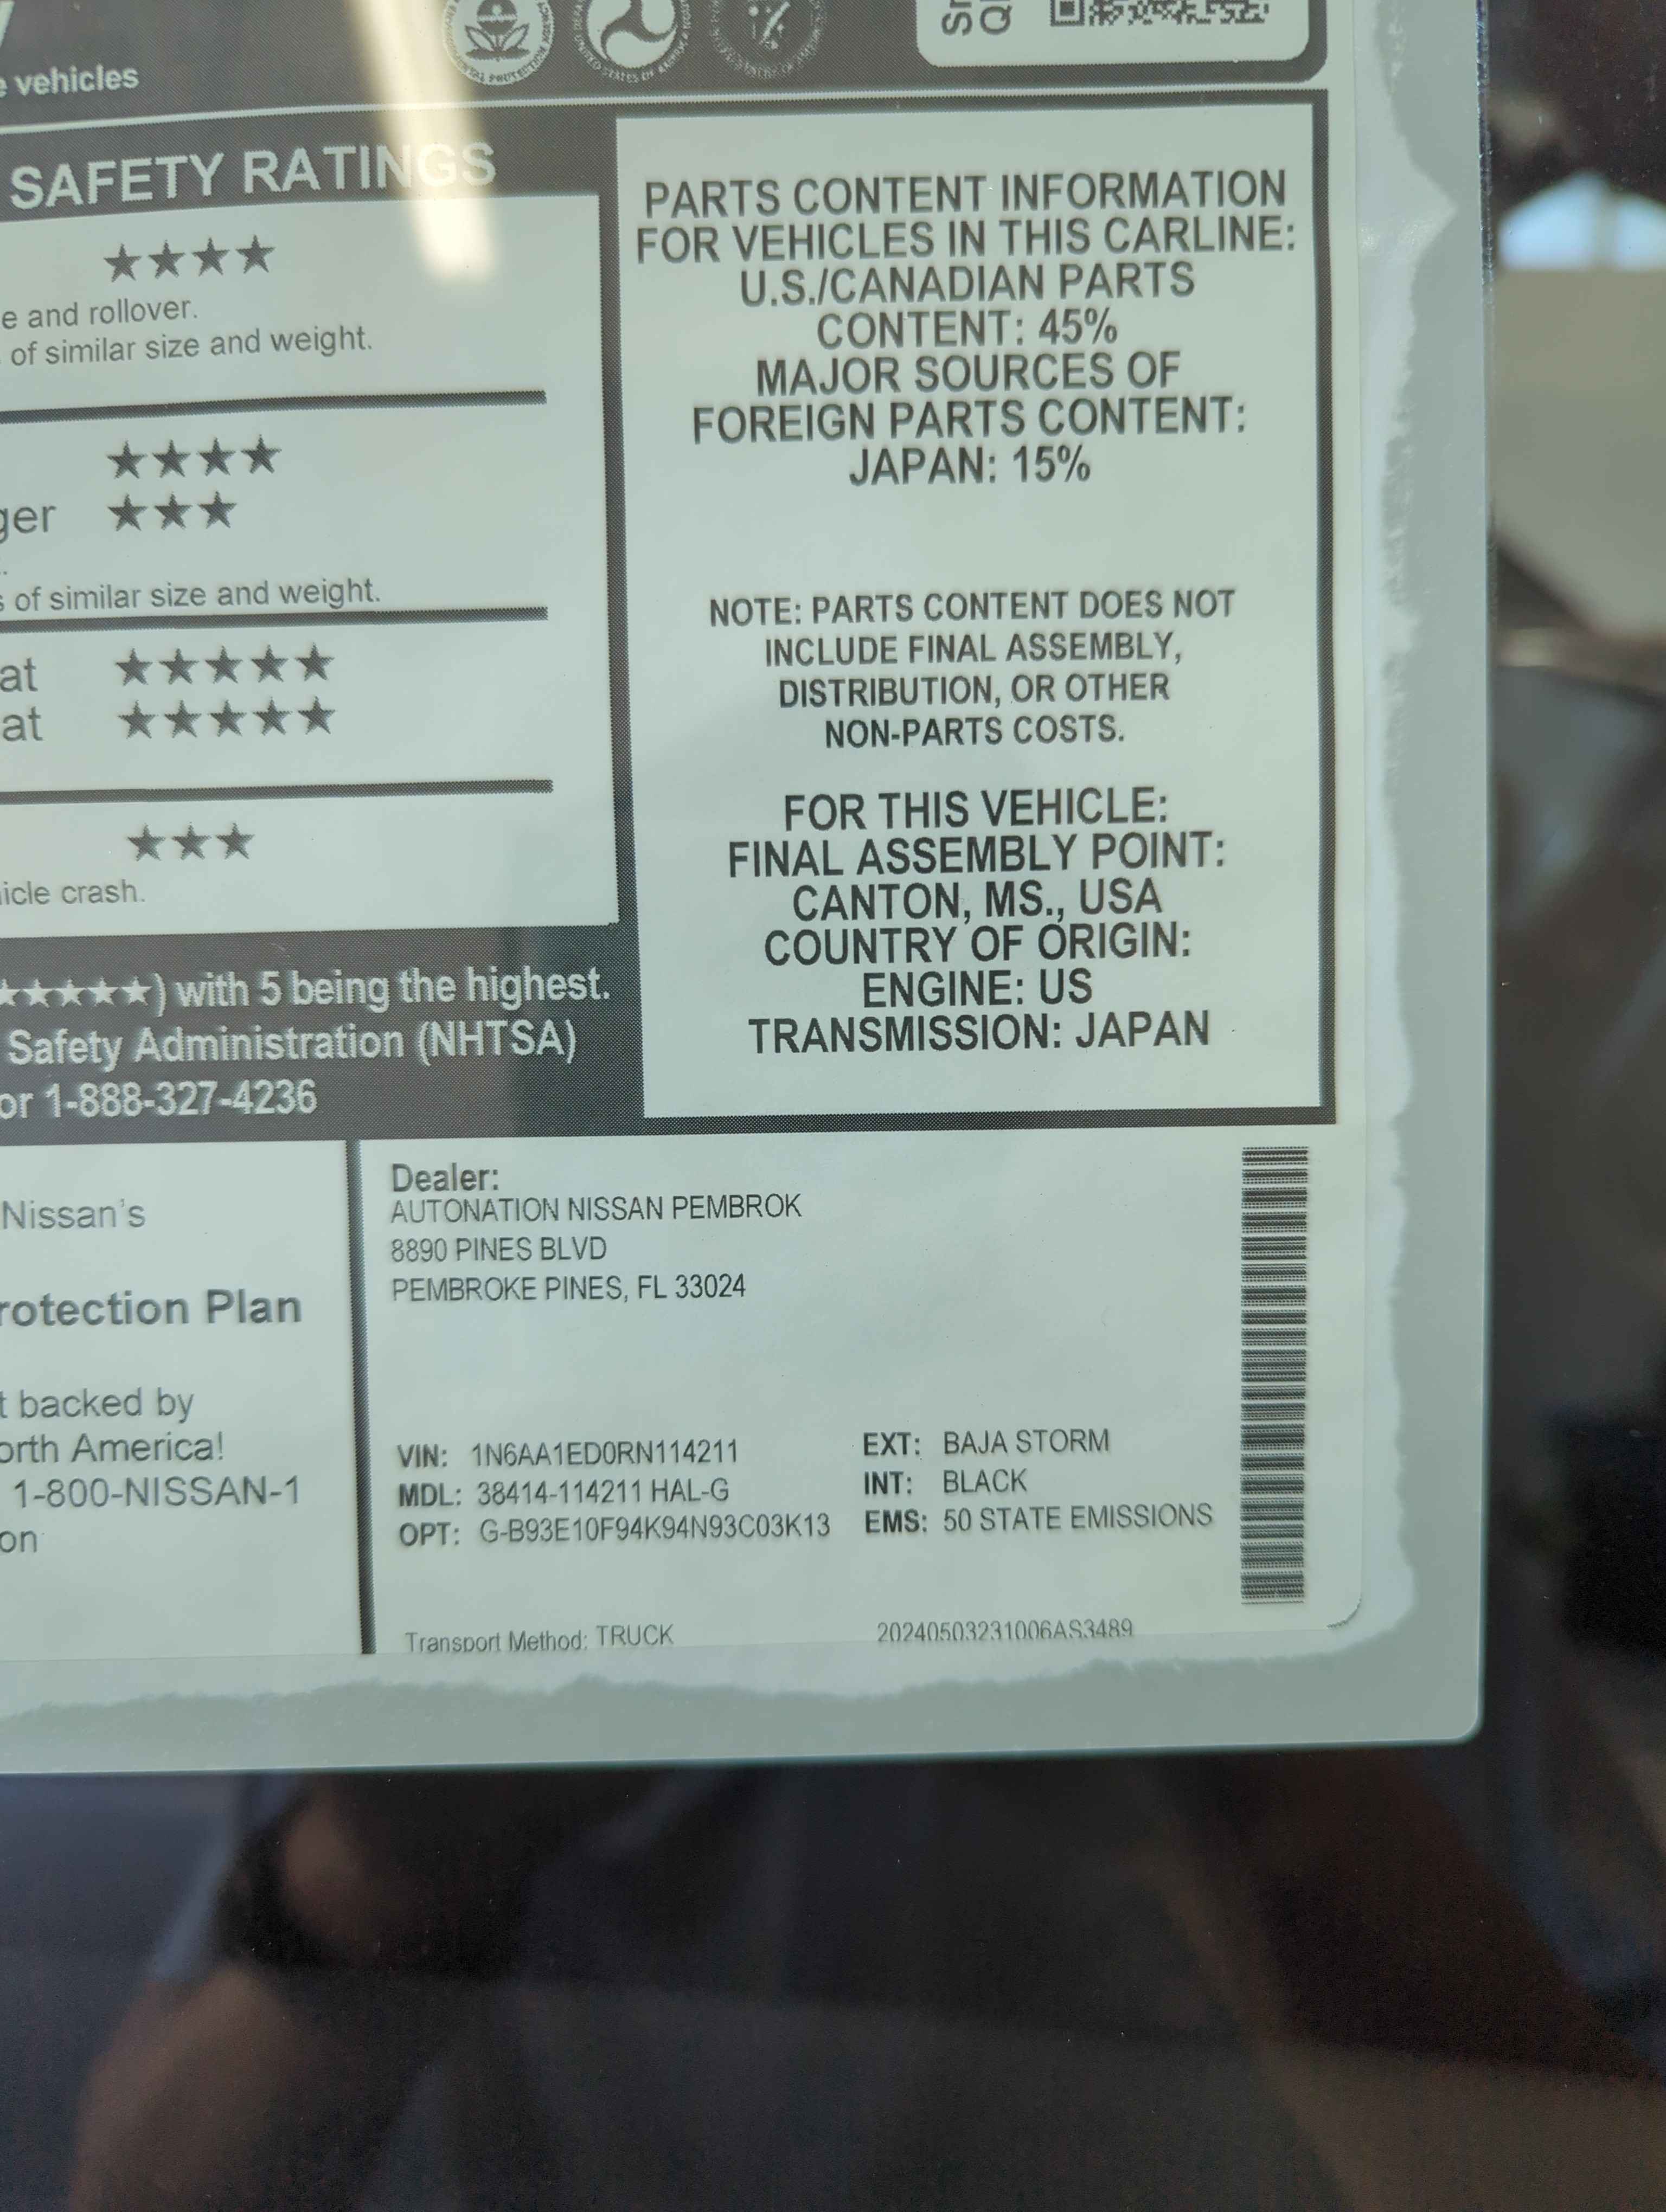 vehicles
SAFETY RATINGS
★★★★
e and rollover.
of similar size and weight.
★★★★
ger ★★★
s of similar size and weight.
at ★★★★★
at ★★★★★
★★★
icle crash.
★★★★★) with 5 being the highest.
Safety Administration (NHTSA)
or 1-888-327-4236
PARTS CONTENT INFORMATION
FOR VEHICLES IN THIS CARLINE:
U.S./CANADIAN PARTS
CONTENT: 45%
MAJOR SOURCES OF
FOREIGN PARTS CONTENT:
JAPAN: 15%
NOTE: PARTS CONTENT DOES NOT
INCLUDE FINAL ASSEMBLY,
DISTRIBUTION, OR OTHER
NON-PARTS COSTS.
FOR THIS VEHICLE:
FINAL ASSEMBLY POINT:
CANTON, MS., USA
COUNTRY OF ORIGIN:
ENGINE: US
TRANSMISSION: JAPAN
Nissan's
rotection Plan
t backed by
orth America!
1-800-NISSAN-1
on
Dealer:
AUTONATION NISSAN PEMBROK
8890 PINES BLVD
PEMBROKE PINES, FL 33024
VIN: 1N6AA1ED0RN114211 EXT: BAJA STORM
MDL: 38414-114211 HAL-G INT: BLACK
OPT: G-B93E10F94K94N93C03K13 EMS: 50 STATE EMISSIONS
Transport Method: TRUCK 20240503231006AS3489